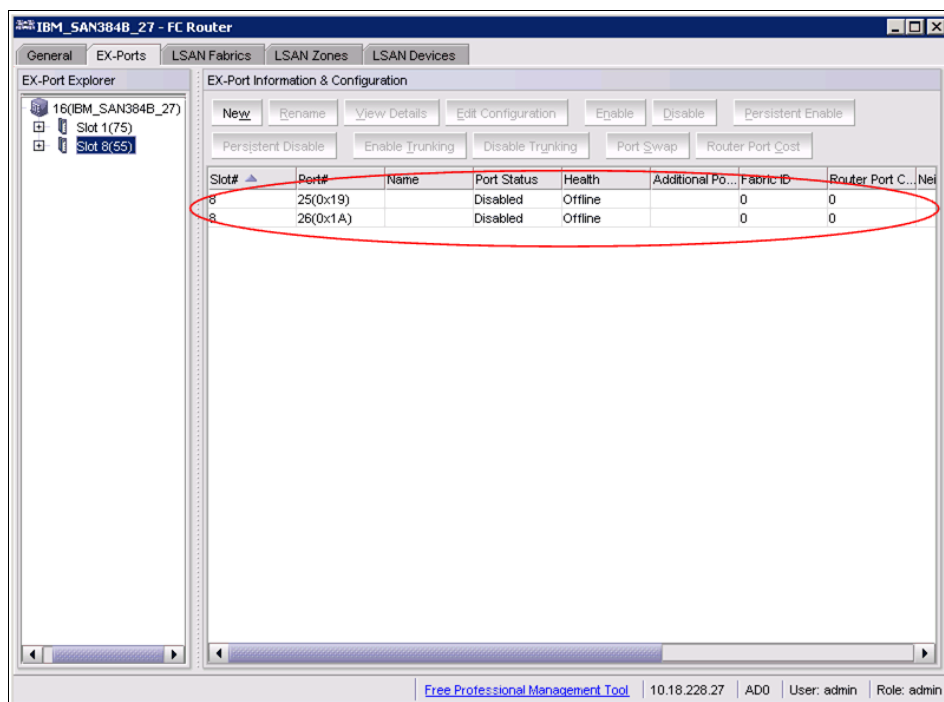 IBM_SAN384B_27 - FC Router
General EX-Ports LSAN Fabrics LSAN Zones LSAN Devices
EX-Port Explorer
16(IBM_SAN384B_27)
Slot 1(75)
Slot 8(55)
EX-Port Information & Configuration
New Rename View Details Edit Configuration Enable Disable Persistent Enable
Persistent Disable Enable Trunking Disable Trunking Port Swap Router Port Cost
Slot# Port# Name Port Status Health Additional Po... Fabric ID Router Port C... Nei
8 25(0x19) Disabled Offline 0 0
8 26(0x1A) Disabled Offline 0 0
Free Professional Management Tool 10.18.228.27 AD0 User: admin Role: admin